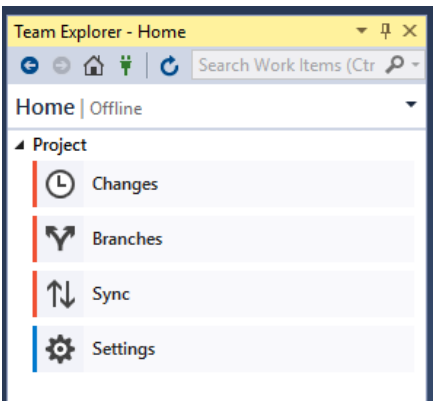 Team Explorer - Home
Search Work Items (Ctr
Home | Offline
Project
Changes
Branches
Sync
Settings